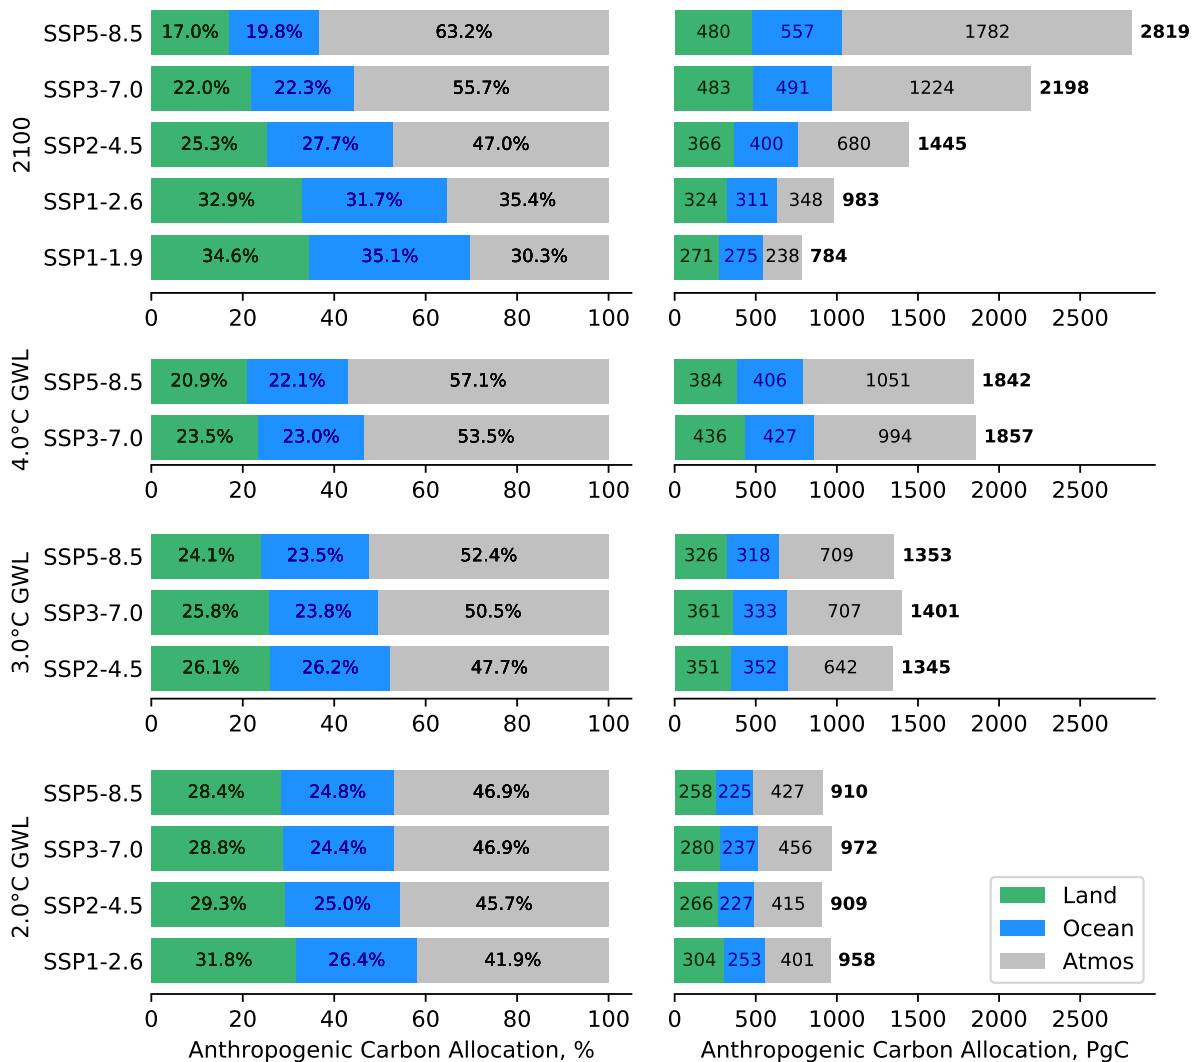 2100
SSP5-8.5 17.0% 19.8% 63.2% 480 557 1782 2819
SSP3-7.0 22.0% 22.3% 55.7% 483 491 1224 2198
SSP2-4.5 25.3% 27.7% 47.0% 366 400 680 1445
SSP1-2.6 32.9% 31.7% 35.4% 324 311 348 983
SSP1-1.9 34.6% 35.1% 30.3% 271 275 238 784
0 20 40 60 80 100 0 500 1000 1500 2000 2500
4.0°C GWL
SSP5-8.5 20.9% 22.1% 57.1% 384 406 1051 1842
SSP3-7.0 23.5% 23.0% 53.5% 436 427 994 1857
0 20 40 60 80 100 0 500 1000 1500 2000 2500
3.0°C GWL
SSP5-8.5 24.1% 23.5% 52.4% 326 318 709 1353
SSP3-7.0 25.8% 23.8% 50.5% 361 333 707 1401
SSP2-4.5 26.1% 26.2% 47.7% 351 352 642 1345
0 20 40 60 80 100 0 500 1000 1500 2000 2500
2.0°C GWL
SSP5-8.5 28.4% 24.8% 46.9% 258 225 427 910
SSP3-7.0 28.8% 24.4% 46.9% 280 237 456 972
SSP2-4.5 29.3% 25.0% 45.7% 266 227 415 909
SSP1-2.6 31.8% 26.4% 41.9% 304 253 401 958
0 20 40 60 80 100 0 500 1000 1500 2000 2500
Anthropogenic Carbon Allocation, % Anthropogenic Carbon Allocation, PgC
Land
Ocean
Atmos